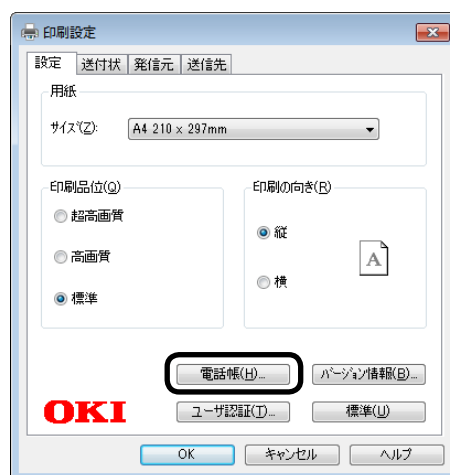 印刷設定
設定 送付状 発信元 送信先
用紙
サイズ(Z): A4 210 x 297mm
印刷品位(Q)
超高画質
高画質
標準
印刷の向き(R)
縦
横
A
電話帳(H)... バージョン情報(B)...
OKI
ユーザ認証(T)... 標準(U)
OK キャンセル ヘルプ